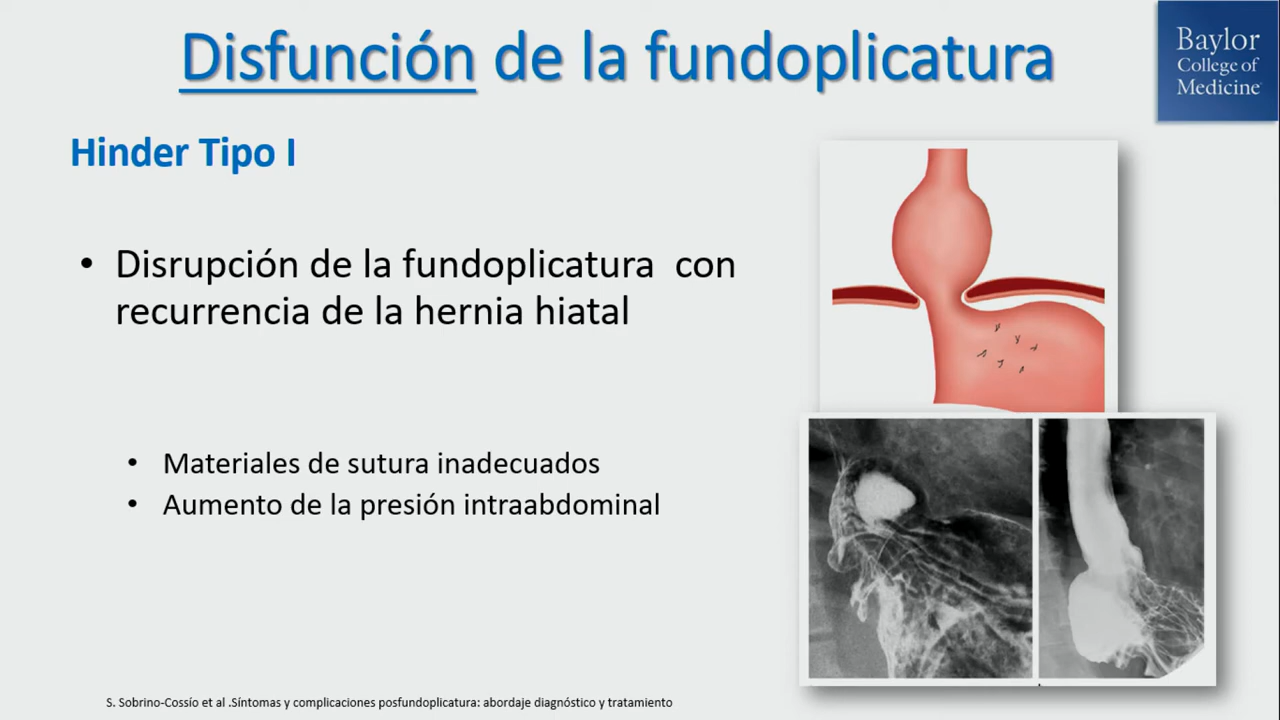 Disfunción de la fundoplicatura
Baylor
College of
Medicine
Hinder Tipo I
• Disrupción de la fundoplicatura con
recurrencia de la hernia hiatal
• Materiales de sutura inadecuados
• Aumento de la presión intraabdominal
S. Sobrino-Cossío et al .Síntomas y complicaciones posfundoplicatura: abordaje diagnóstico y tratamiento